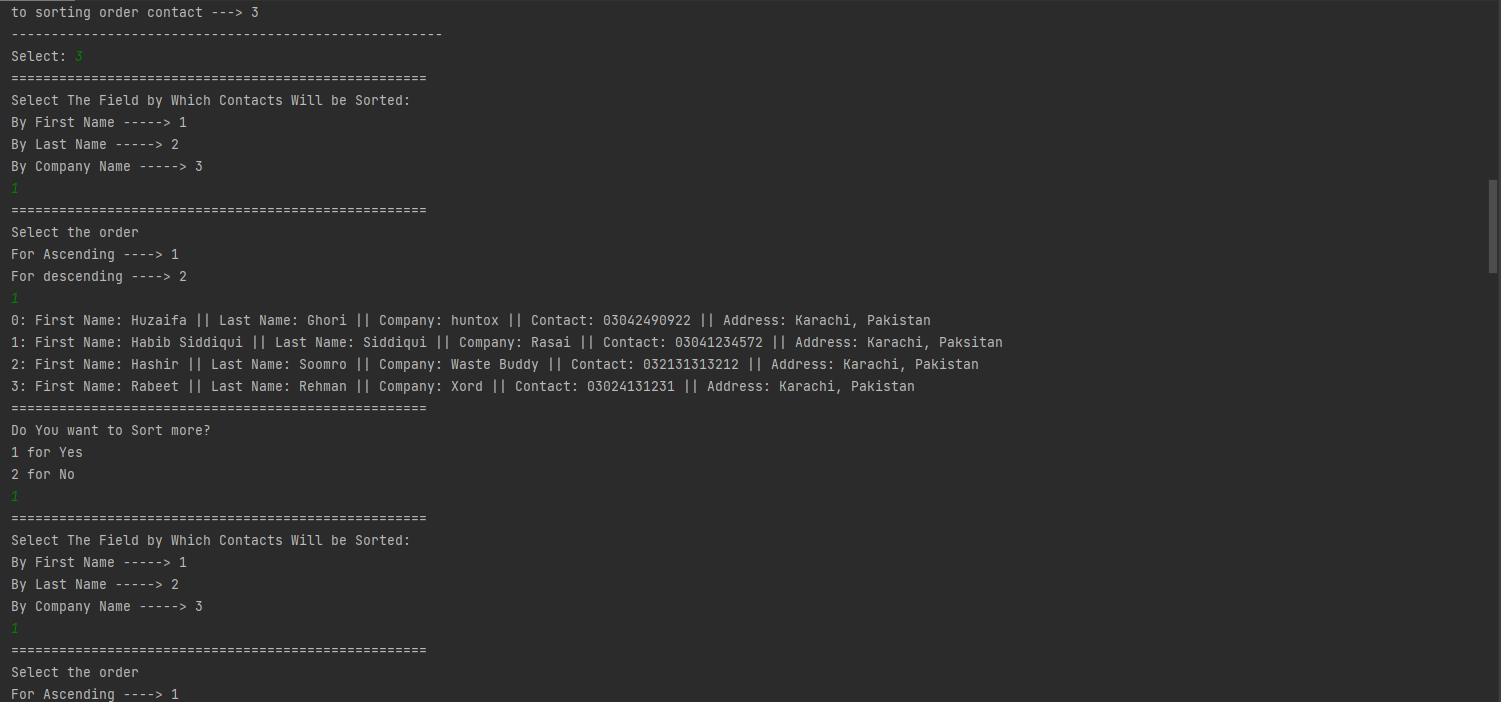 to sorting order contact ---> 3
------------------------------------------------------
Select: 3
====================================================
Select The Field by Which Contacts Will be Sorted:
By First Name -----> 1
By Last Name -----> 2
By Company Name -----> 3
1
====================================================
Select the order
For Ascending ----> 1
For descending ----> 2
1
0: First Name: Huzaifa || Last Name: Ghori || Company: huntox || Contact: 03042490922 || Address: Karachi, Pakistan
1: First Name: Habib Siddiqui || Last Name: Siddiqui || Company: Rasai || Contact: 03041234572 || Address: Karachi, Paksitan
2: First Name: Hashir || Last Name: Soomro || Company: Waste Buddy || Contact: 032131313212 || Address: Karachi, Pakistan
3: First Name: Rabeet || Last Name: Rehman || Company: Xord || Contact: 03024131231 || Address: Karachi, Pakistan
====================================================
Do You want to Sort more?
1 for Yes
2 for No
1
====================================================
Select The Field by Which Contacts Will be Sorted:
By First Name -----> 1
By Last Name -----> 2
By Company Name -----> 3
1
====================================================
Select the order
For Ascending ----> 1